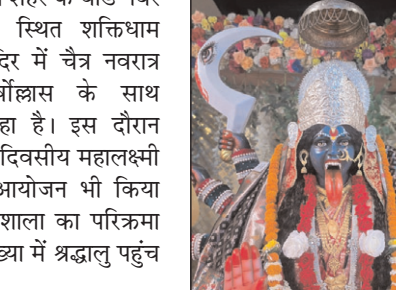 स्थित शक्तिधाम
में चैत्र नवरात्र
के साथ
है। इस दौरान
दिवसीय महालक्ष्मी
आयोजन भी किया
शाला का परिक्रमा
में श्रद्धालु पहुंच